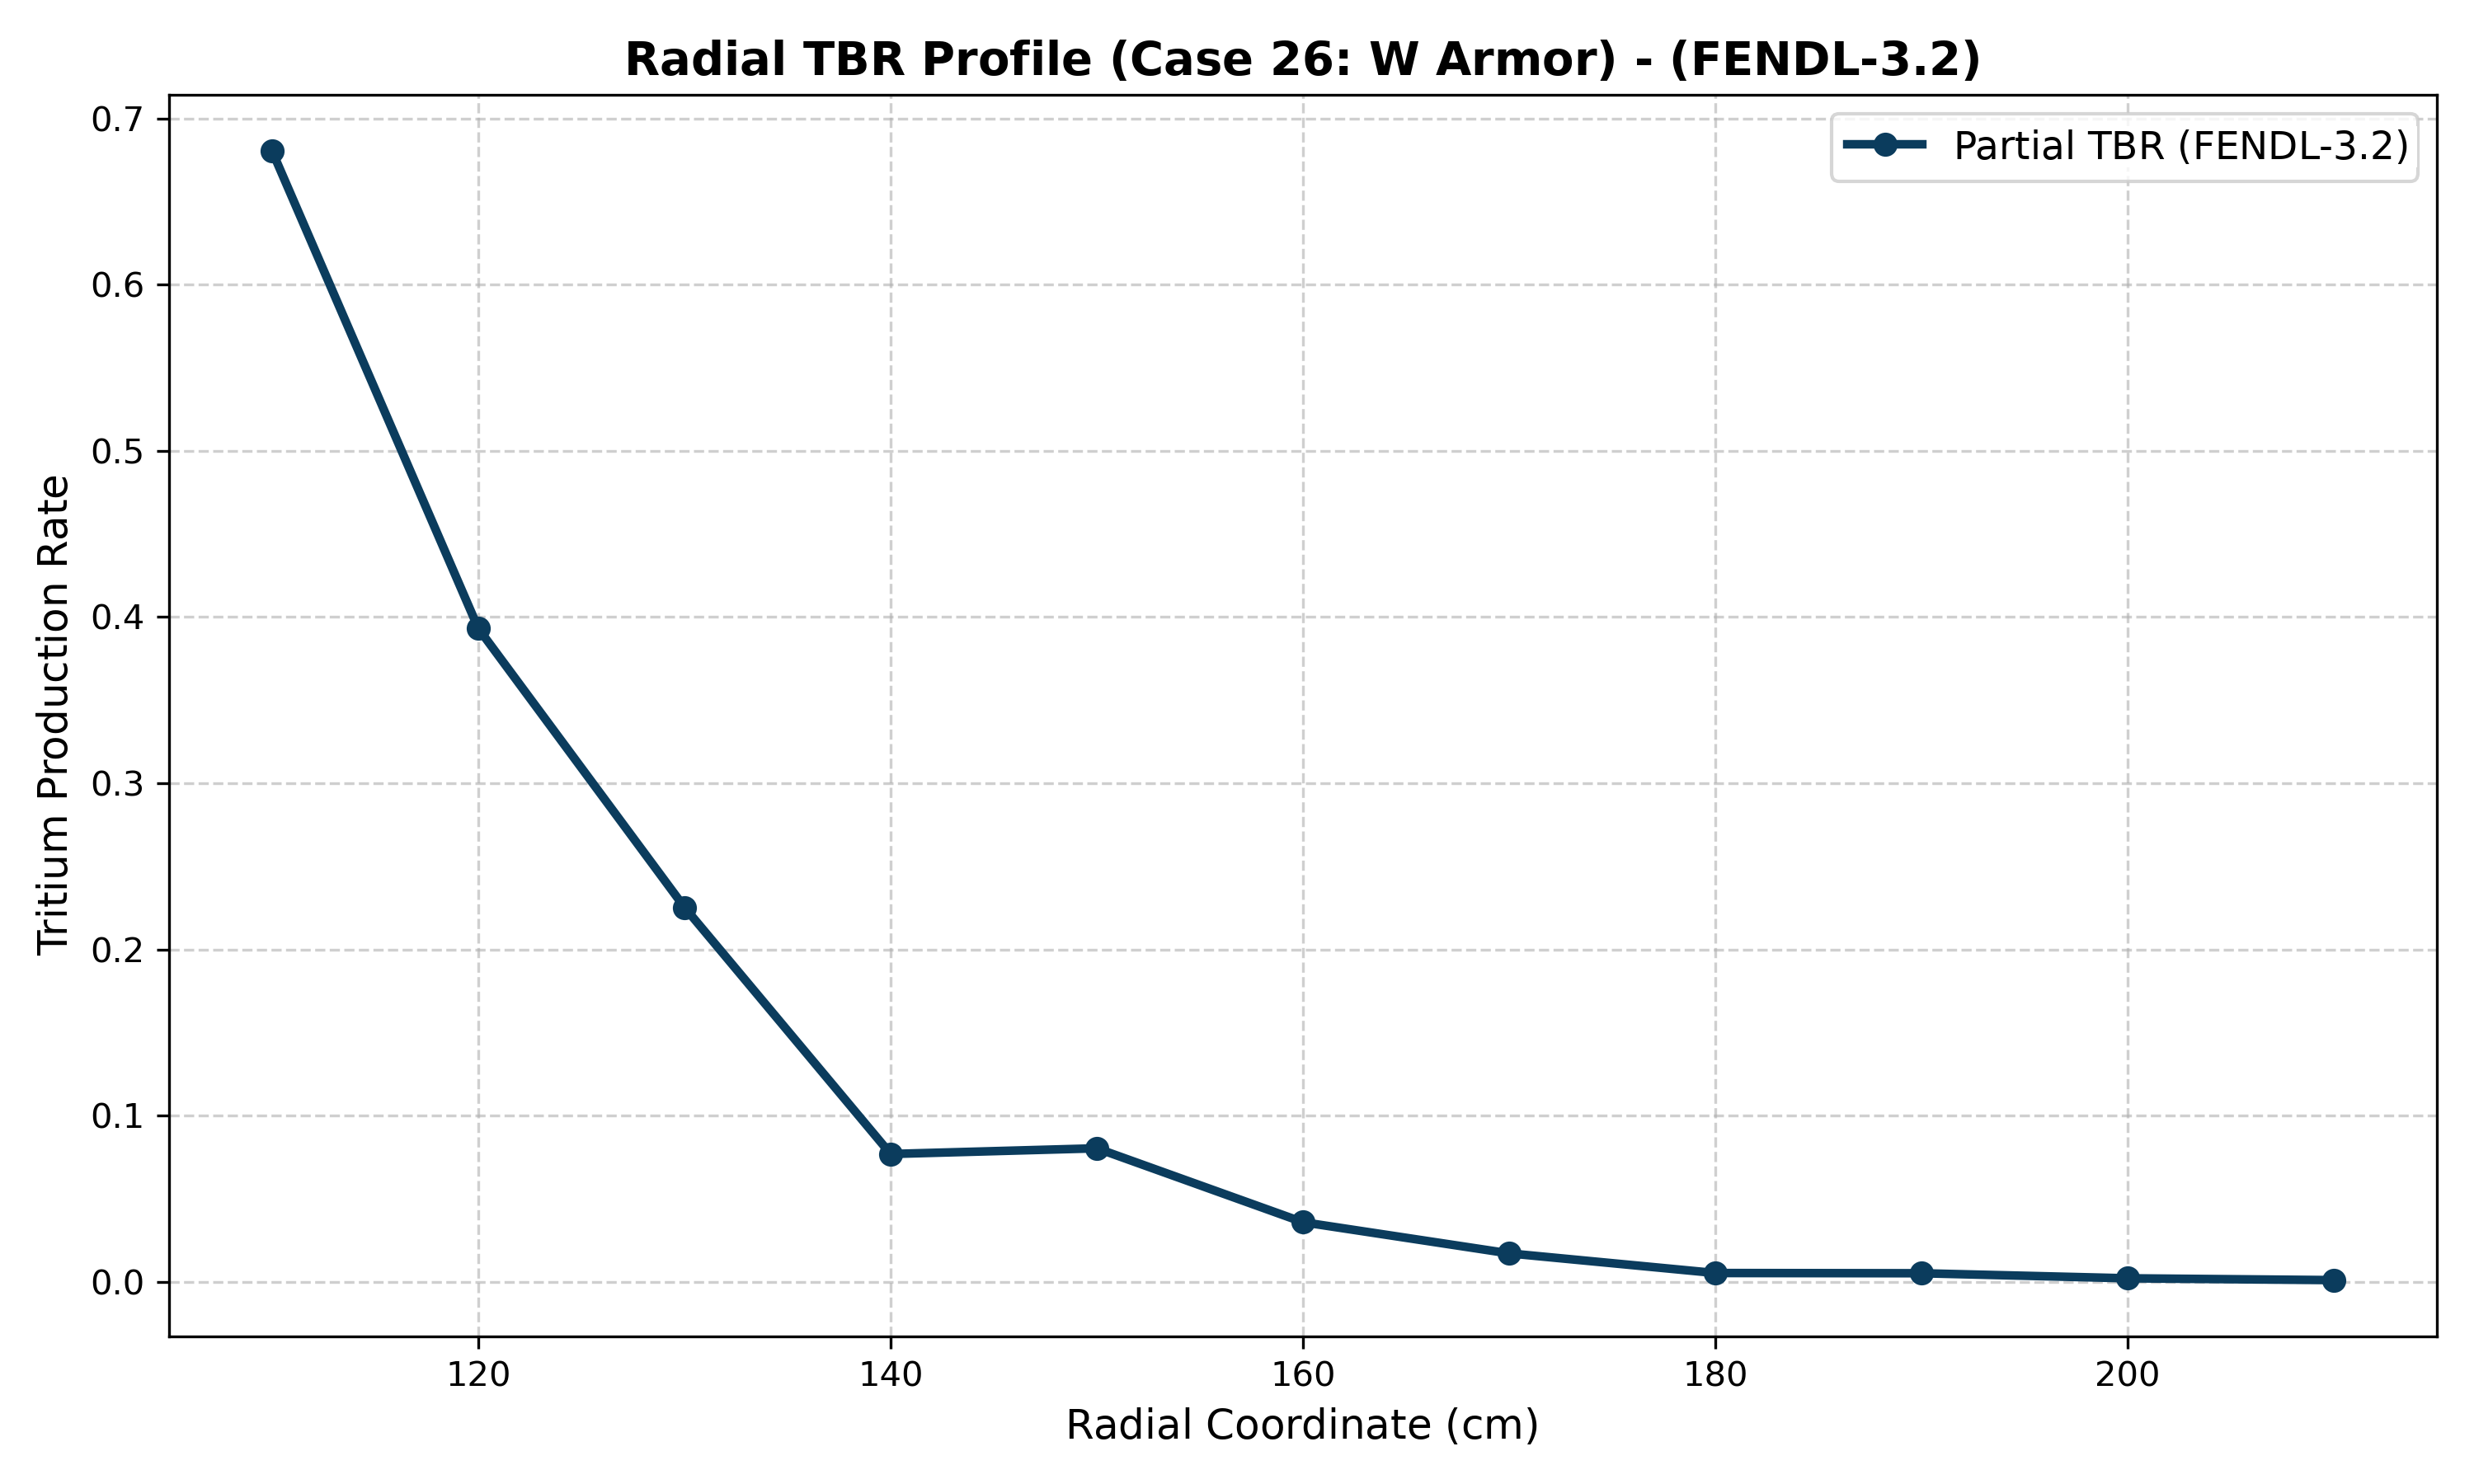 Radial TBR Profile (Case 26: W Armor) - (FENDL-3.2)
Partial TBR (FENDL-3.2)
Tritium Production Rate
0.7
0.6
0.5
0.4
0.3
0.2
0.1
0.0
120 140 160 180 200
Radial Coordinate (cm)